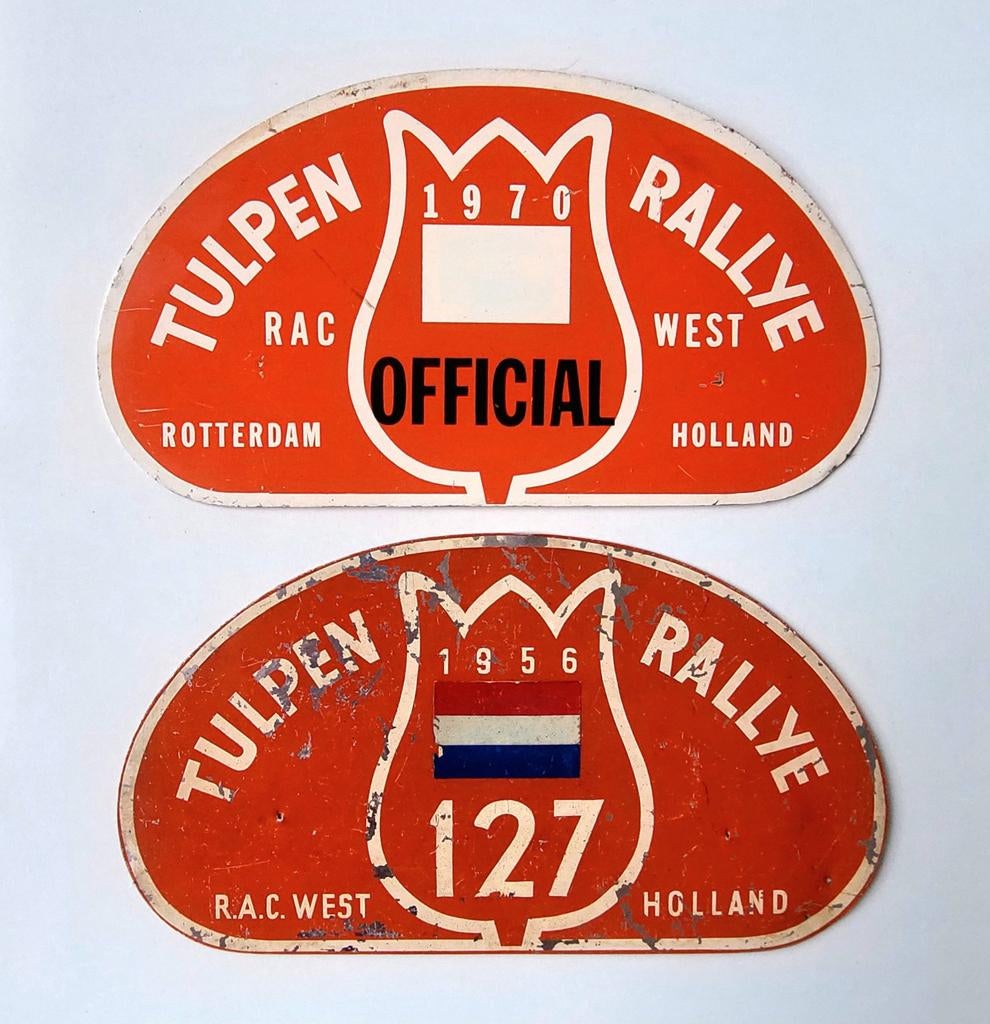 TULPEN RALLYE
1970
RAC WEST
OFFICIAL
ROTTERDAM HOLLAND
TULPEN RALLYE
1956
127
R.A.C. WEST HOLLAND